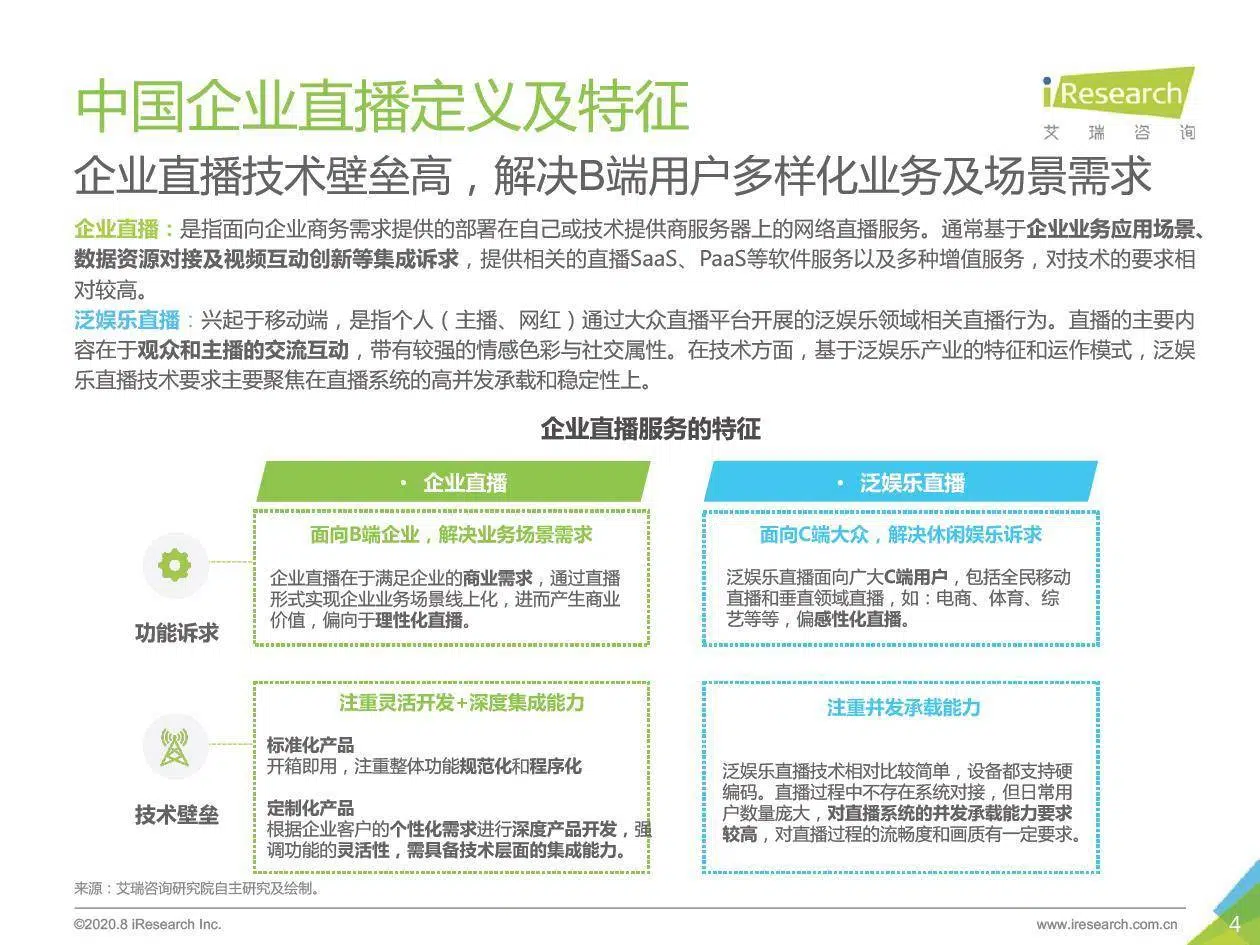 中国企业直播定义及特征
iResearch
艾瑞咨询
企业直播技术壁垒高，解决B端用户多样化业务及场景需求
企业直播：是指面向企业商务需求提供的部署在自己或技术提供商服务器上的网络直播服务。通常基于企业业务应用场景、
数据资源对接及视频互动创新等集成诉求，提供相关的直播SaaS、PaaS等软件服务以及多种增值服务，对技术的要求相
对较高。
泛娱乐直播：兴起于移动端，是指个人（主播、网红）通过大众直播平台开展的泛娱乐领域相关直播行为。直播的主要内
容在于观众和主播的交流互动，带有较强的情感色彩与社交属性。在技术方面，基于泛娱乐产业的特征和运作模式，泛娱
乐直播技术要求主要聚焦在直播系统的高并发承载和稳定性上。
企业直播服务的特征
• 企业直播
• 泛娱乐直播
功能诉求
面向B端企业，解决业务场景需求
企业直播在于满足企业的商业需求，通过直播
形式实现企业业务场景线上化，进而产生商业
价值，偏向于理性化直播。
面向C端大众，解决休闲娱乐诉求
泛娱乐直播面向广大C端用户，包括全民移动
直播和垂直领域直播，如：电商、体育、综
艺等等，偏感性化直播。
技术壁垒
注重灵活开发+深度集成能力
标准化产品
开箱即用，注重整体功能规范化和程序化
定制化产品
根据企业客户的个性化需求进行深度产品开发，强
调功能的灵活性，需具备技术层面的集成能力。
注重并发承载能力
泛娱乐直播技术相对比较简单，设备都支持硬
编码。直播过程中不存在系统对接，但日常用
户数量庞大，对直播系统的并发承载能力要求
较高，对直播过程的流畅度和画质有一定要求。
来源：艾瑞咨询研究院自主研究及绘制。
©2020.8 iResearch Inc.
www.iresearch.com.cn
4